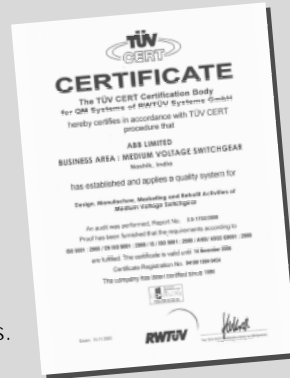 TÜV
CERT
CERTIFICATE
The TÜV CERT Certification Body
for QM Systems of RWTÜV Systems GmbH
hereby certifies in accordance with TÜV CERT
procedure that
ABB LIMITED
BUSINESS AREA : MEDIUM VOLTAGE SWITCHGEAR
Nashik, India
has established and applies a quality system for
Design, Manufacture, Marketing and Retrofit Activities of
Medium Voltage Switchgear
An audit was performed, Report No.
Proof has been furnished that the requirements according to
are fulfilled. The certificate is valid until
Certificate Registration No.
The company has been certified since
RWTÜV
s.